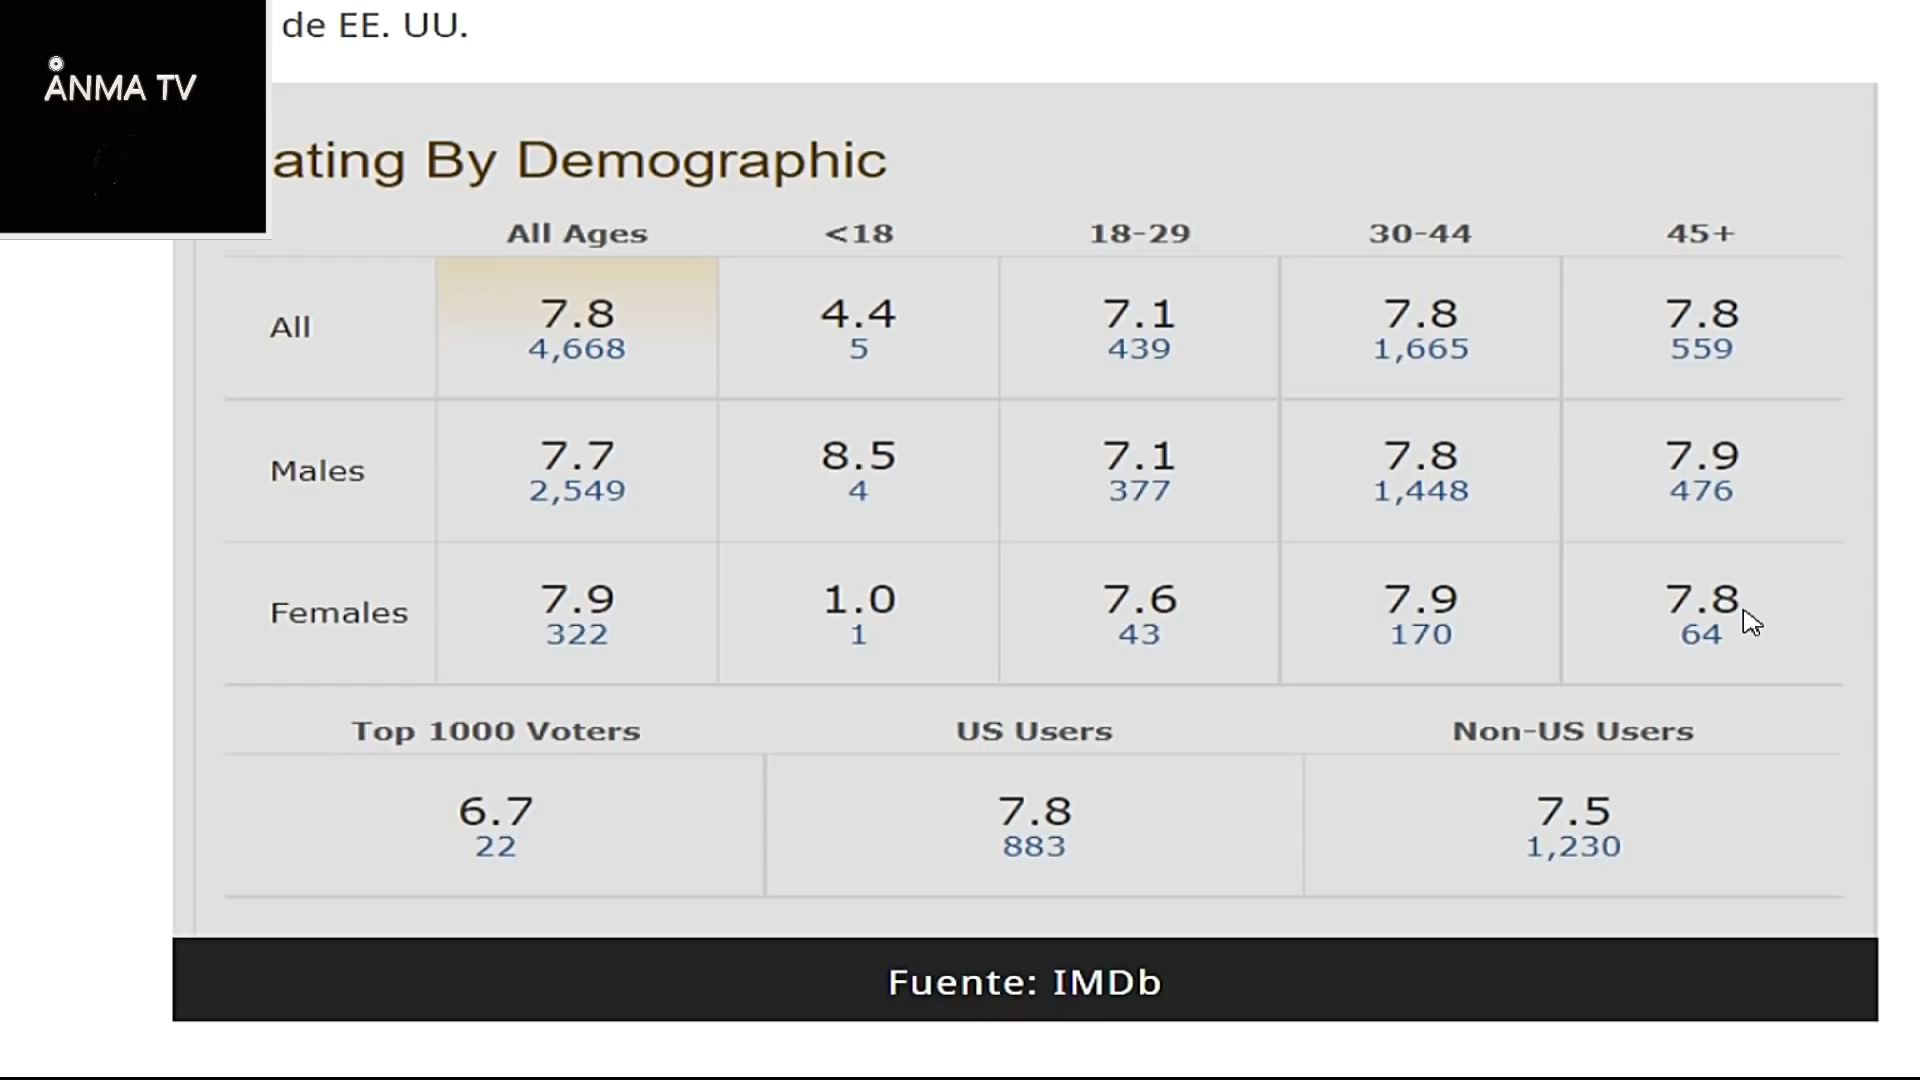 de EE. UU.
ÅNMA TV
ating By Demographic
All Ages <18 18-29 30-44 45+
All 7.8 4.4 7.1 7.8 7.8
4,668 5 439 1,665 559
Males 7.7 8.5 7.1 7.8 7.9
2,549 4 377 1,448 476
Females 7.9 1.0 7.6 7.9 7.8
322 1 43 170 64
Top 1000 Voters US Users Non-US Users
6.7 7.8 7.5
22 883 1,230
Fuente: IMDb